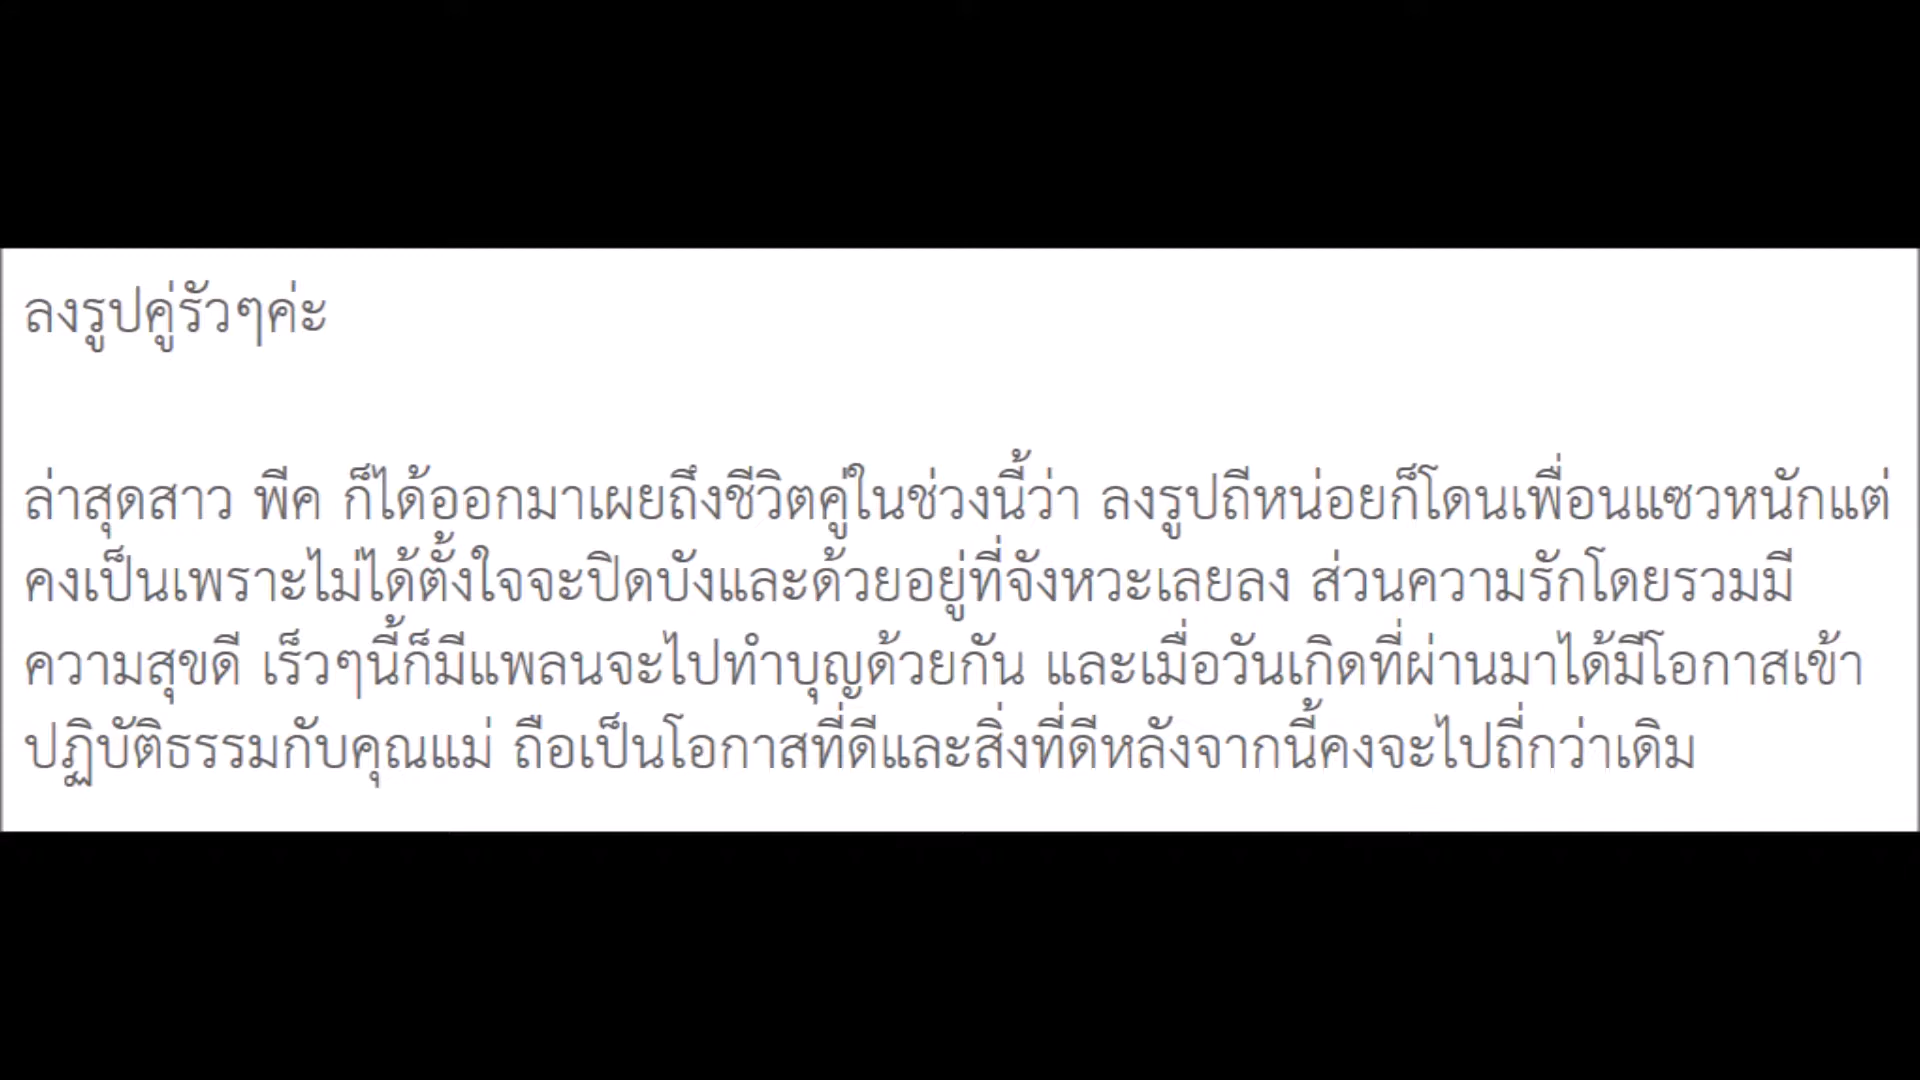 ลงรูปคู่รัวๆค่ะ
ล่าสุดสาว พีค ก็ได้ออกมาเผยถึงชีวิตคู่ในช่วงนี้ว่า ลงรูปถี่หน่อยก็โดนเพื่อนแซวหนักแต่
คงเป็นเพราะไม่ได้ตั้งใจจะปิดบังและด้วยอยู่ที่จังหวะเลยลง ส่วนความรักโดยรวมมี
ความสุขดี เร็วๆนี้ก็มีแพลนจะไปทำบุญด้วยกัน และเมื่อวันเกิดที่ผ่านมาได้มีโอกาสเข้า
ปฏิบัติธรรมกับคุณแม่ ถือเป็นโอกาสที่ดีและสิ่งที่ดีหลังจากนี้คงจะไปถี่กว่าเดิม